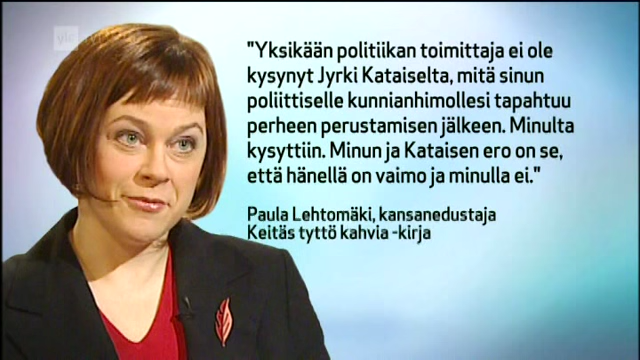 "Yksikään politiikan toimittaja ei ole
kysynyt Jyrki Kataiselta, mitä sinun
poliittiselle kunnianhimollesi tapahtuu
perheen perustamisen jälkeen. Minulta
kysyttiin. Minun ja Kataisen ero on se,
että hänellä on vaimo ja minulla ei."
Paula Lehtomäki, kansanedustaja
Keitäs tyttö kahvia -kirja